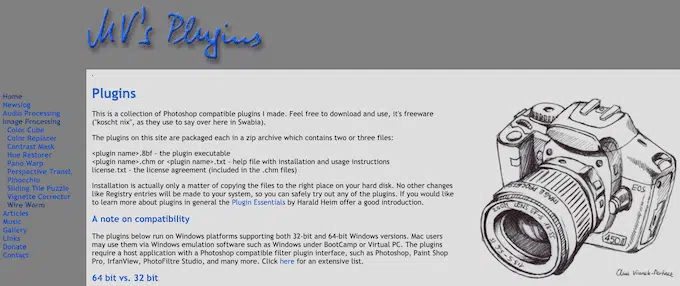 MV's Plugins
Home
Newslog
Audio Processing
Image Processing
Color Cube
Color Replacer
Contrast Mask
Hue Restorer
Pano Warp
Perspective Transf.
Pinocchio
Sliding Tile Puzzle
Vignette Corrector
Wire Worm
Articles
Music
Gallery
Links
Donate
Contact
Plugins
This is a collection of Photoshop compatible plugins I made. Feel free to download and use, it's freeware
("koscht nix", as they use to say over here in Swabia).
The plugins on this site are packaged each in a zip archive which contains two or three files:
<plugin name>.8bf - the plugin executable
<plugin name>.chm or <plugin name>.txt - help file with installation and usage instructions
license.txt - the license agreement (included in the .chm files)
Installation is actually only a matter of copying the files to the right place on your hard disk. No other changes
like Registry entries will be made to your system, so you can safely try out any of the plugins. If you would like
to learn more about plugins in general the Plugin Essentials by Harald Heim offer a good introduction.
A note on compatibility
The plugins below run on Windows platforms supporting both 32-bit and 64-bit Windows versions. Mac users
may use them via Windows emulation software such as Windows under BootCamp or Virtual PC. The plugins
require a host application with a Photoshop compatible filter plugin interface, such as Photoshop, Paint Shop
Pro, IrfanView, PhotoFiltre Studio, and many more. Click here for an extensive list.
64 bit vs. 32 bit
EOS
450D